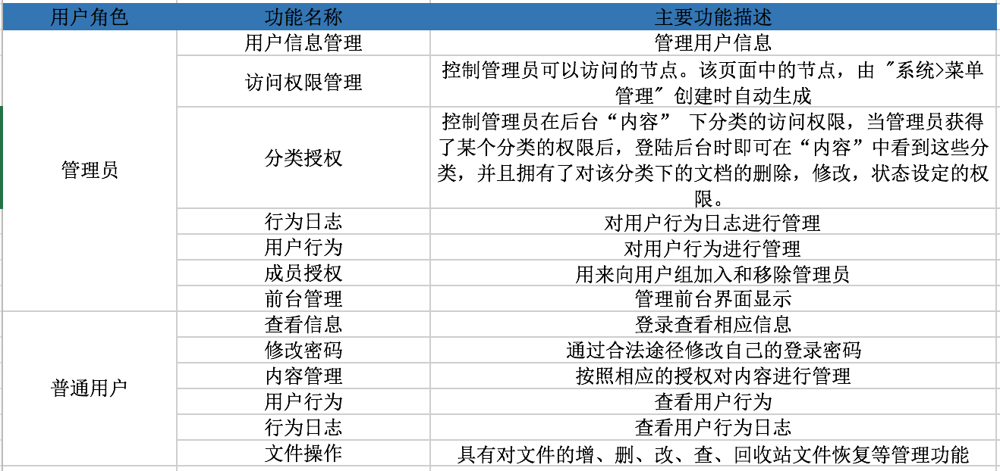 用户角色 功能名称 主要功能描述
用户信息管理 管理用户信息
访问权限管理 控制管理员可以访问的节点。该页面中的节点，由 "系统>菜单
管理" 创建时自动生成
管理员 分类授权 控制管理员在后台“内容” 下分类的访问权限，当管理员获得
了某个分类的权限后，登陆后台时即可在“内容”中看到这些分
类，并且拥有了对该分类下的文档的删除，修改，状态设定的权
限。
行为日志 对用户行为日志进行管理
用户行为 对用户行为进行管理
成员授权 用来向用户组加入和移除管理员
前台管理 管理前台界面显示
查看信息 登录查看相应信息
修改密码 通过合法途径修改自己的登录密码
内容管理 按照相应的授权对内容进行管理
普通用户 用户行为 查看用户行为
行为日志 查看用户行为日志
文件操作 具有对文件的增、删、改、查、回收站文件恢复等管理功能